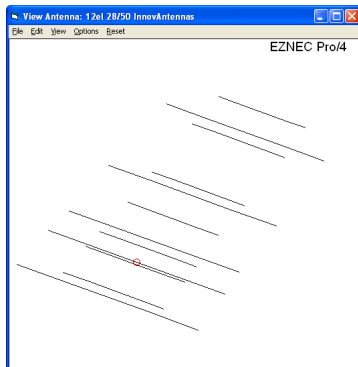 View Antenna: 12el 28/50 InnovAntennas
File Edit View Options Reset
EZNEC Pro/4